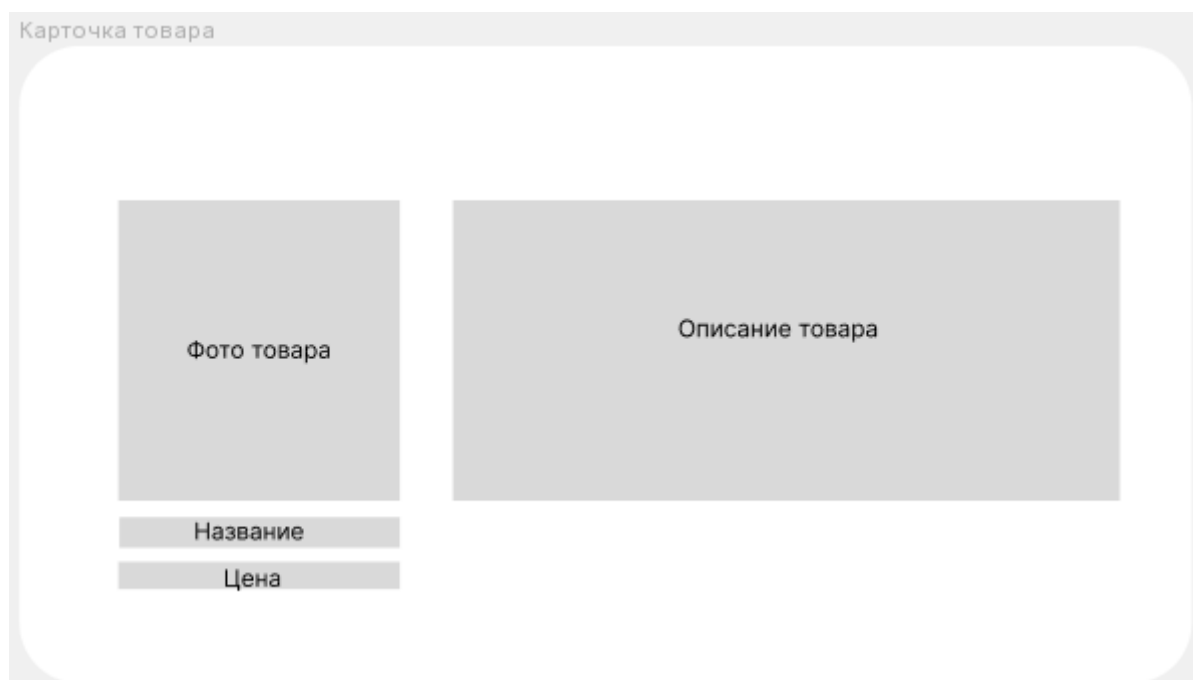 Карточка товара
Фото товара
Описание товара
Название
Цена